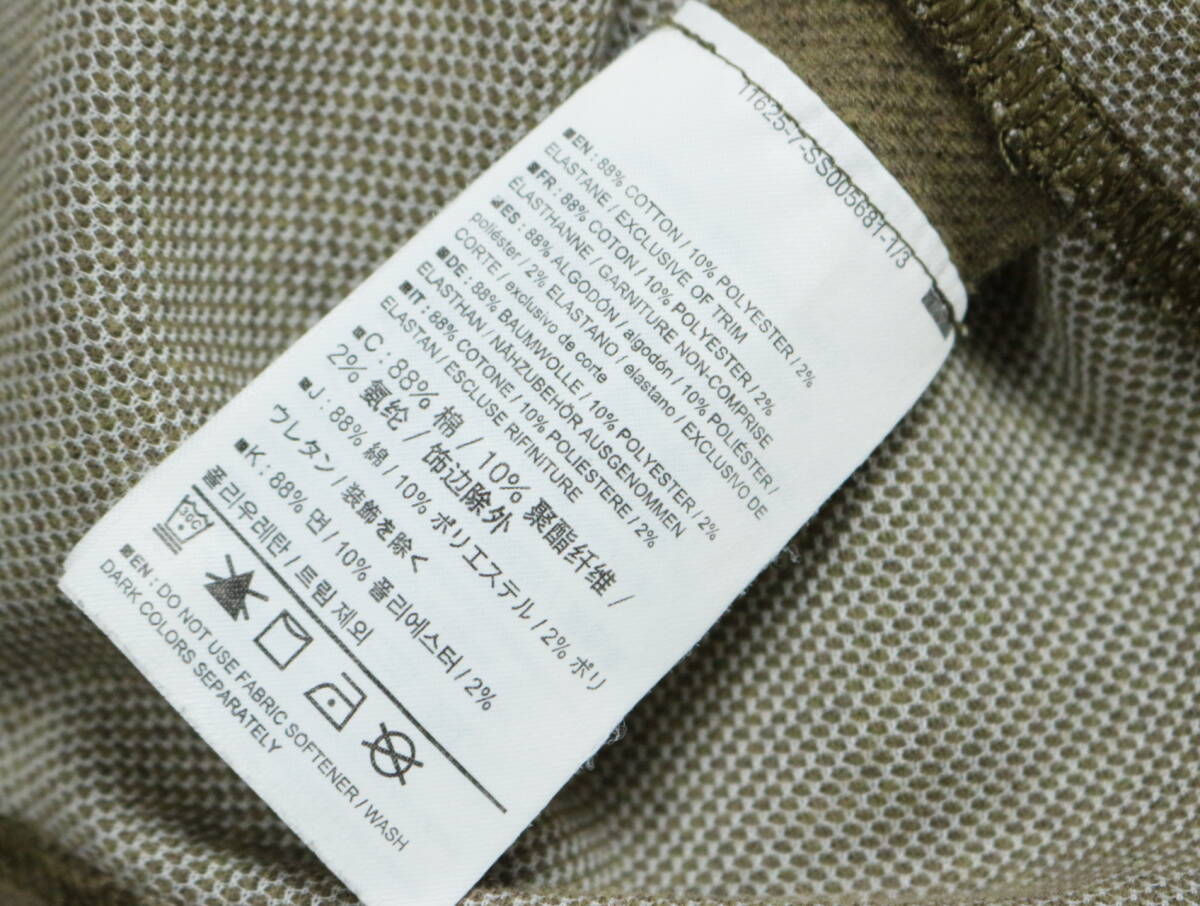 11625-7-SS005681-1/3
■EN : 88% COTTON / 10% POLYESTER / 2%
ELASTANE / EXCLUSIVE OF TRIM
■FR : 88% COTON / 10% POLYESTER / 2%
ÉLASTHANNE / GARNITURE NON-COMPRISE
■ES : 88% ALGODÓN / algodón / 10% POLIÉSTER /
poliéster / 2% ELASTANO / elastano / EXCLUSIVO DE
CORTE / exclusivo de corte
■DE : 88% BAUMWOLLE / 10% POLYESTER / 2%
ELASTHAN / NÄHZUBEHÖR AUSGENOMMEN
■IT : 88% COTONE / 10% POLIESTERE / 2%
ELASTAN / ESCLUSE RIFINITURE
■C : 88% 棉 / 10% 聚酯纤维 /
2% 氨纶 / 饰边除外
■J : 88% 綿 / 10% ポリエステル / 2% ポリ
ウレタン / 装飾を除く
■K : 88% 면 / 10% 폴리에스터 / 2%
폴리우레탄 / 트림 제외
30C
■EN : DO NOT USE FABRIC SOFTENER / WASH
DARK COLORS SEPARATELY